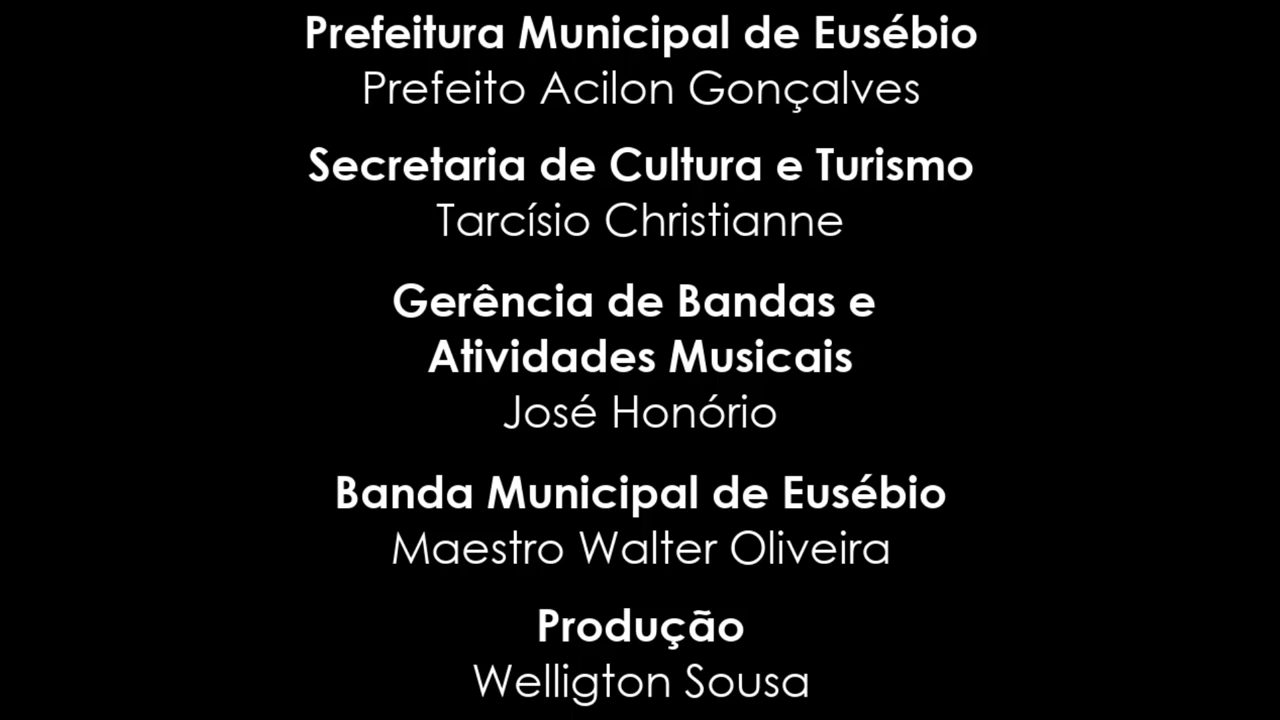 Prefeitura Municipal de Eusébio
Prefeito Acilon Gonçalves
Secretaria de Cultura e Turismo
Tarcísio Christianne
Gerência de Bandas e
Atividades Musicais
José Honório
Banda Municipal de Eusébio
Maestro Walter Oliveira
Produção
Welligton Sousa